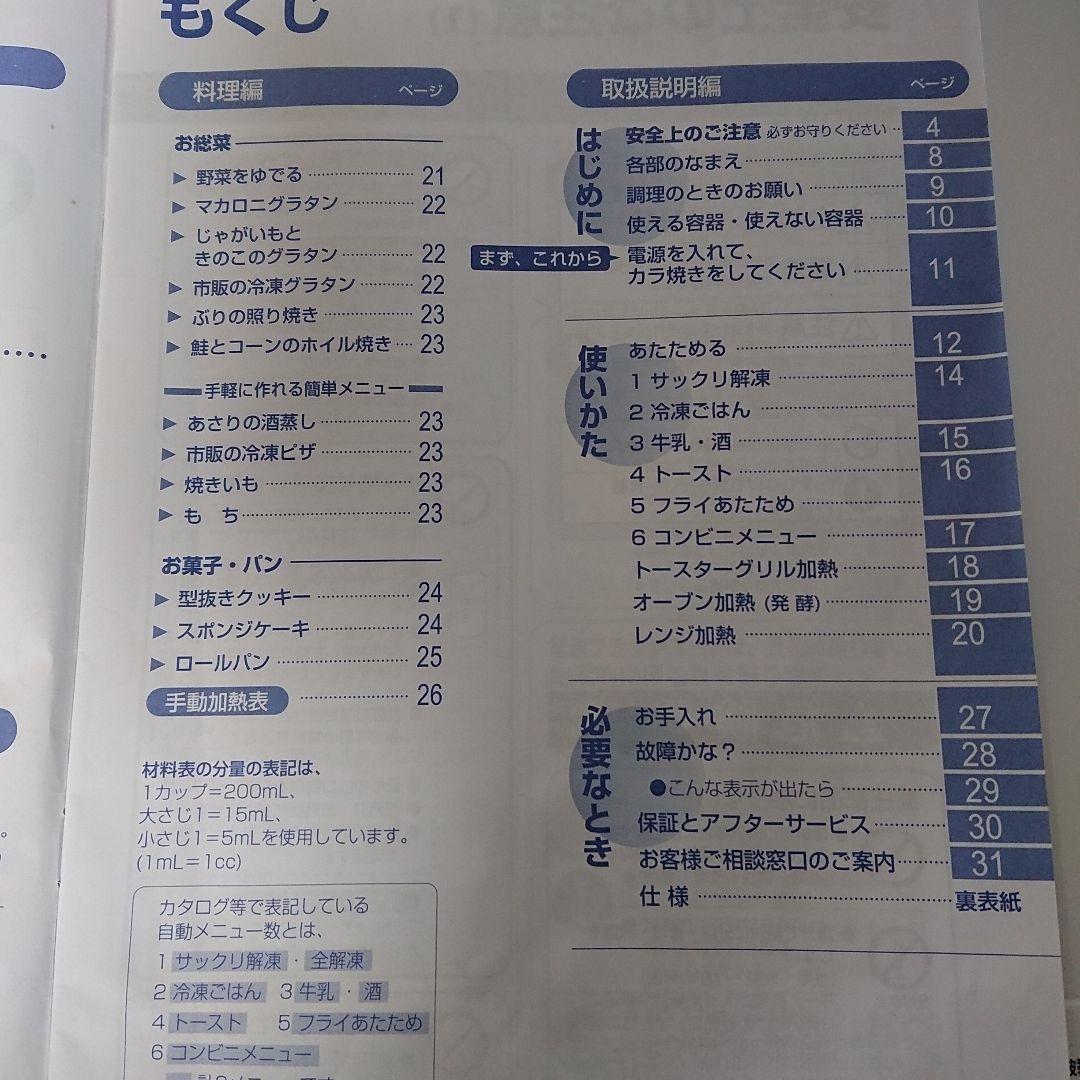 もくじ
料理編 ページ
お総菜
▶ 野菜をゆでる 21
▶ マカロニグラタン 22
▶ じゃがいもと
きのこのグラタン 22
▶ 市販の冷凍グラタン 22
▶ ぶりの照り焼き 23
▶ 鮭とコーンのホイル焼き 23
手軽に作れる簡単メニュー
▶ あさりの酒蒸し 23
▶ 市販の冷凍ピザ 23
▶ 焼きいも 23
▶ も ち 23
お菓子・パン
▶ 型抜きクッキー 24
▶ スポンジケーキ 24
▶ ロールパン 25
手動加熱表 26
材料表の分量の表記は、
1カップ=200mL、
大さじ1=15mL、
小さじ1=5mLを使用しています。
(1mL=1cc)
カタログ等で表記している
自動メニュー数とは、
1 サックリ解凍・全解凍
2 冷凍ごはん 3 牛乳・酒
4 トースト 5 フライあたため
6 コンビニメニュー
取扱説明編 ページ
はじめに
安全上のご注意 必ずお守りください 4
各部のなまえ 8
調理のときのお願い 9
使える容器・使えない容器 10
まず、これから
電源を入れて、
カラ焼きをしてください 11
使いかた
あたためる 12
1 サックリ解凍 14
2 冷凍ごはん
3 牛乳・酒 15
4 トースト 16
5 フライあたため
6 コンビニメニュー 17
トースターグリル加熱 18
オーブン加熱 (発 酵) 19
レンジ加熱 20
必要なとき
お手入れ 27
故障かな? 28
●こんな表示が出たら 29
保証とアフターサービス 30
お客様ご相談窓口のご案内 31
仕 様 裏表紙